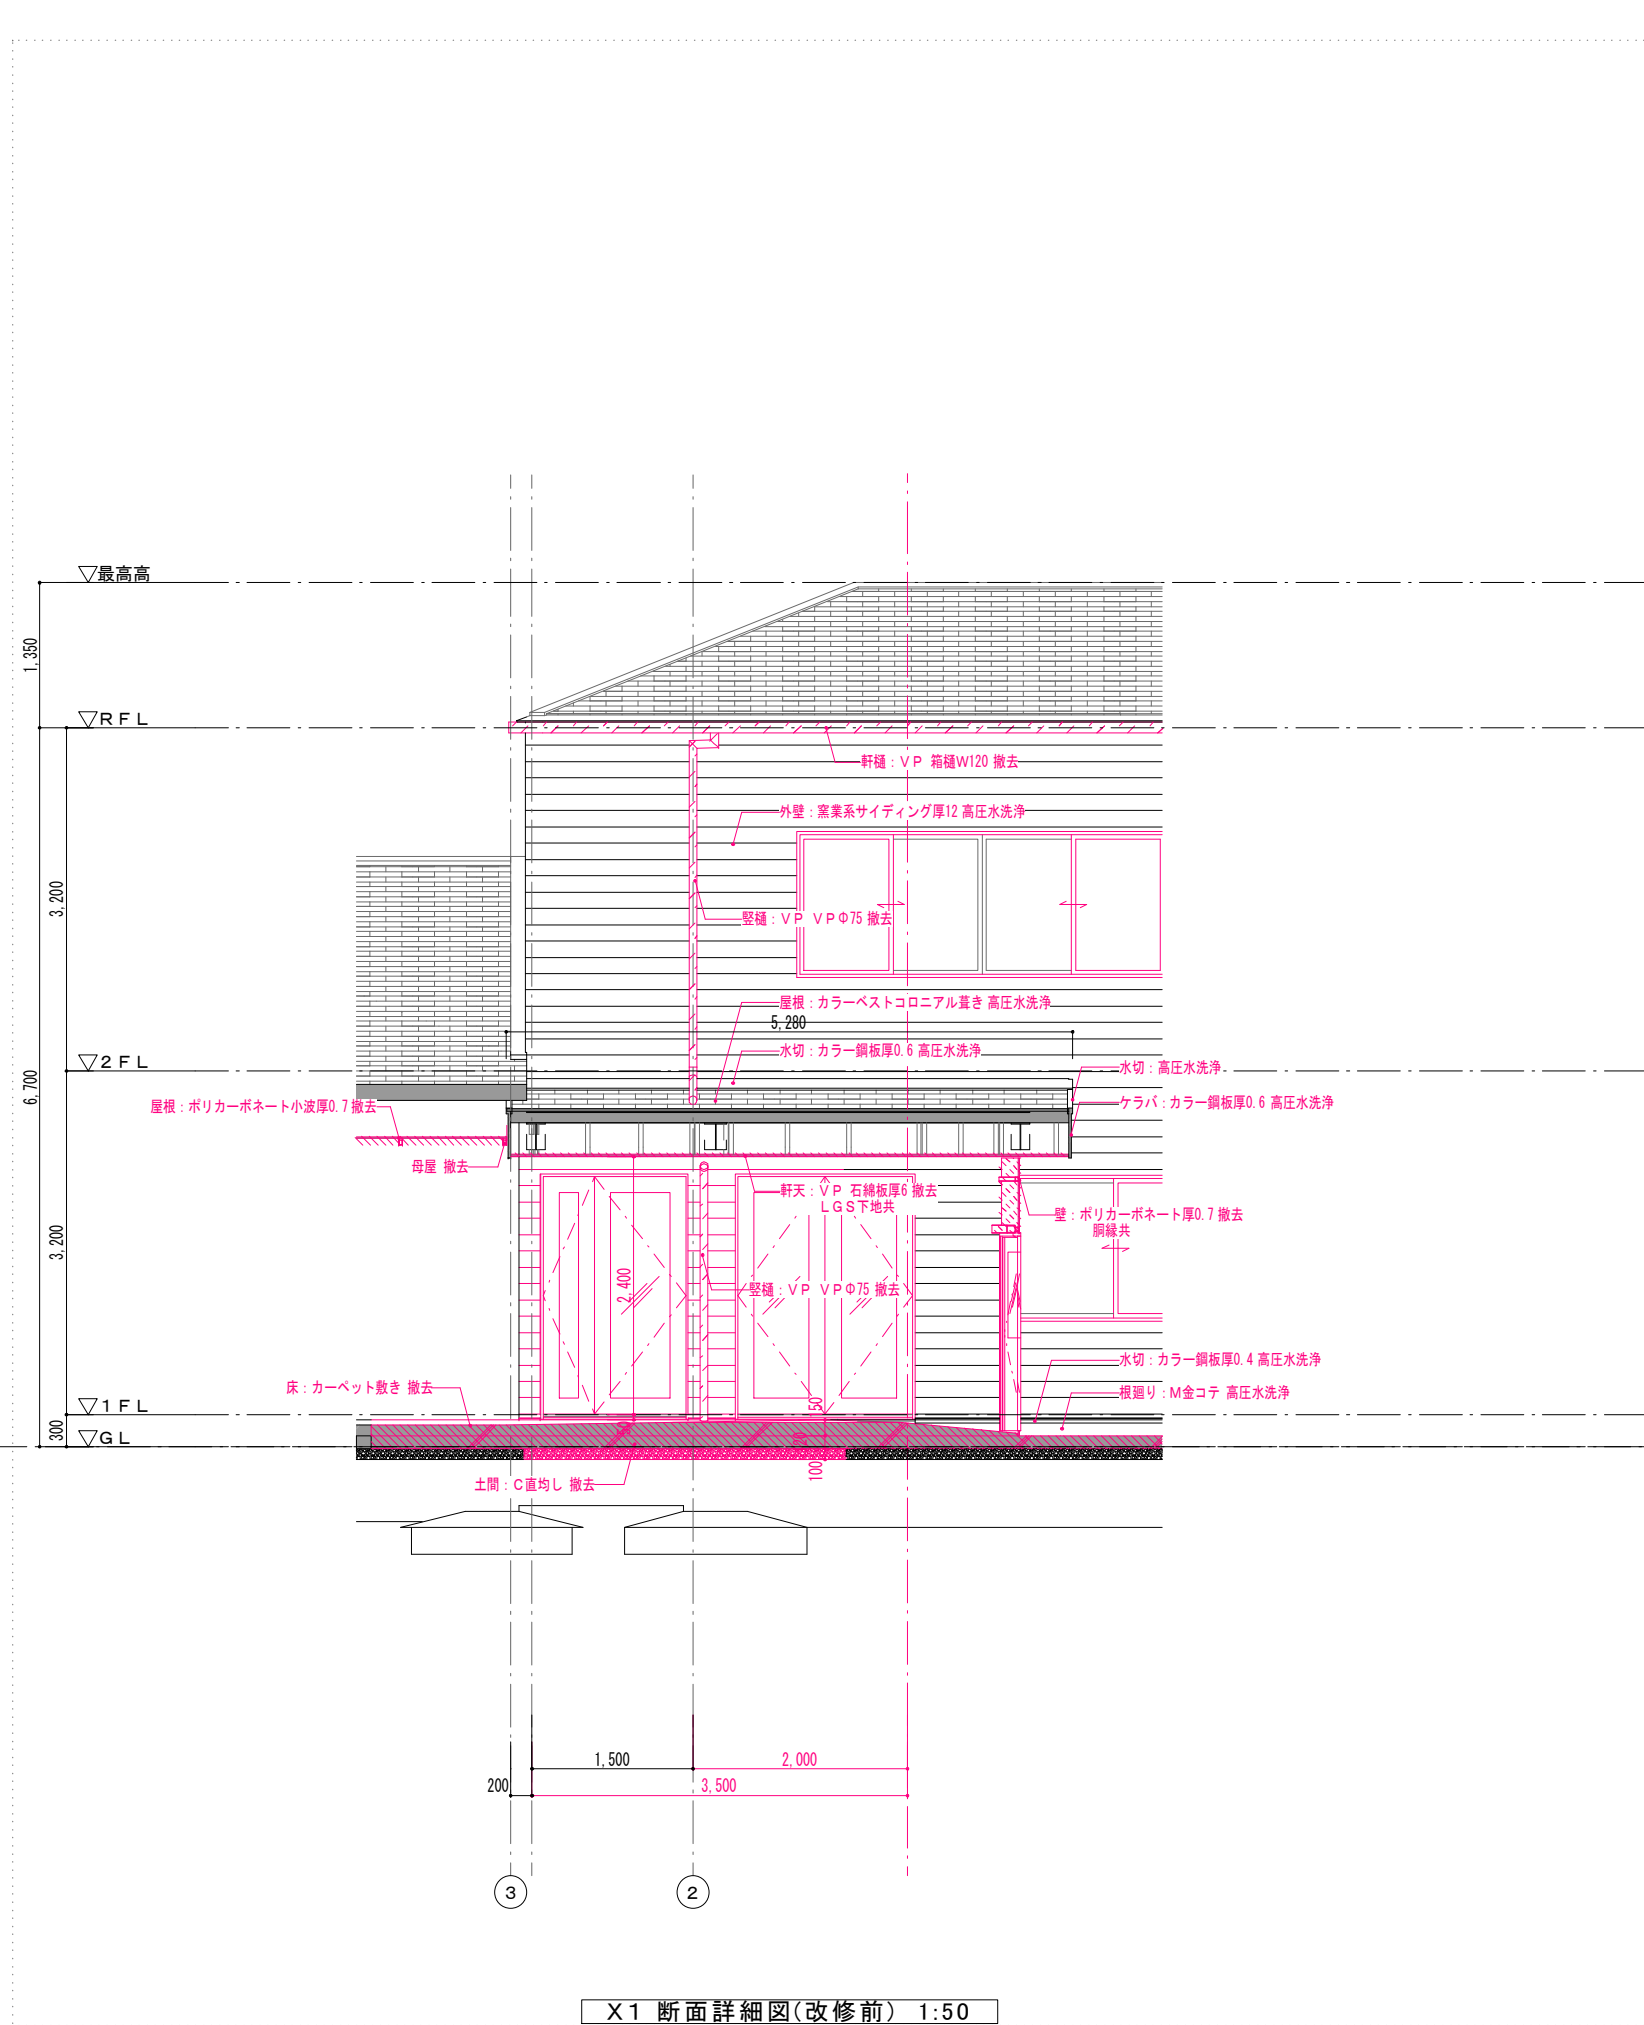 ▽最高高
1,350
▽RFL
軒樋：VP 箱樋W120 撤去
外壁：窯業系サイディング厚12 高圧水洗浄
3,200
竪樋：VP VPΦ75 撤去
屋根：カラーベストコロニアル葺き 高圧水洗浄
5,280
水切：カラー鋼板厚0.6 高圧水洗浄
▽2FL
水切：高圧水洗浄
6,700
屋根：ポリカーボネート小波厚0.7 撤去
ケラバ：カラー鋼板厚0.6 高圧水洗浄
母屋 撤去
軒天：VP 石綿板厚6 撤去
LGS下地共
壁：ポリカーボネート厚0.7 撤去
胴縁共
3,200
2,400
竪樋：VP VPΦ75 撤去
水切：カラー鋼板厚0.4 高圧水洗浄
床：カーペット敷き 撤去
根廻り：M金コテ 高圧水洗浄
▽1FL
300
▽GL
100
土間：C直均し 撤去
1,500
2,000
200
3,500
3
2
X1 断面詳細図(改修前) 1:50